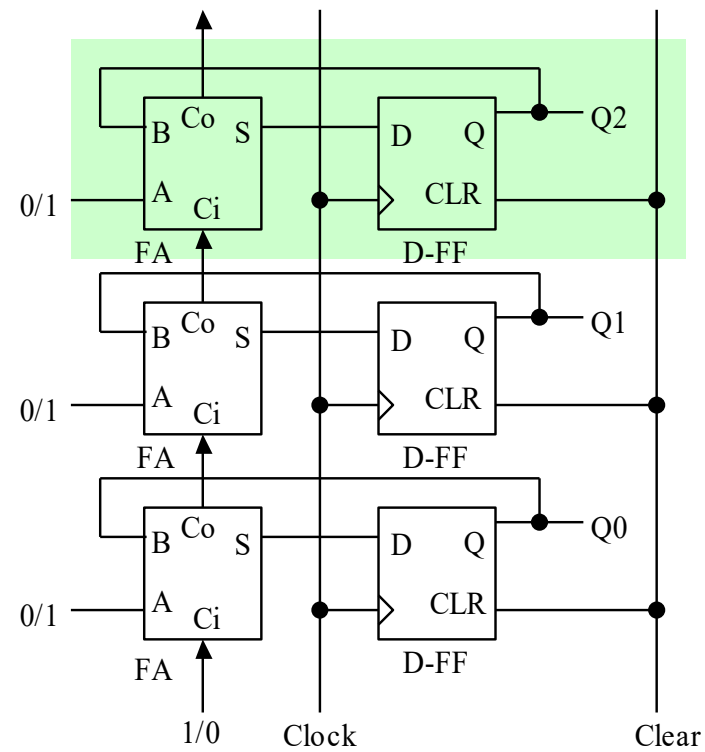 Co
B S D Q Q2
0/1 A Ci CLR
FA D-FF
Co
B S D Q Q1
0/1 A Ci CLR
FA D-FF
Co
B S D Q Q0
0/1 A Ci CLR
FA D-FF
1/0 Clock Clear